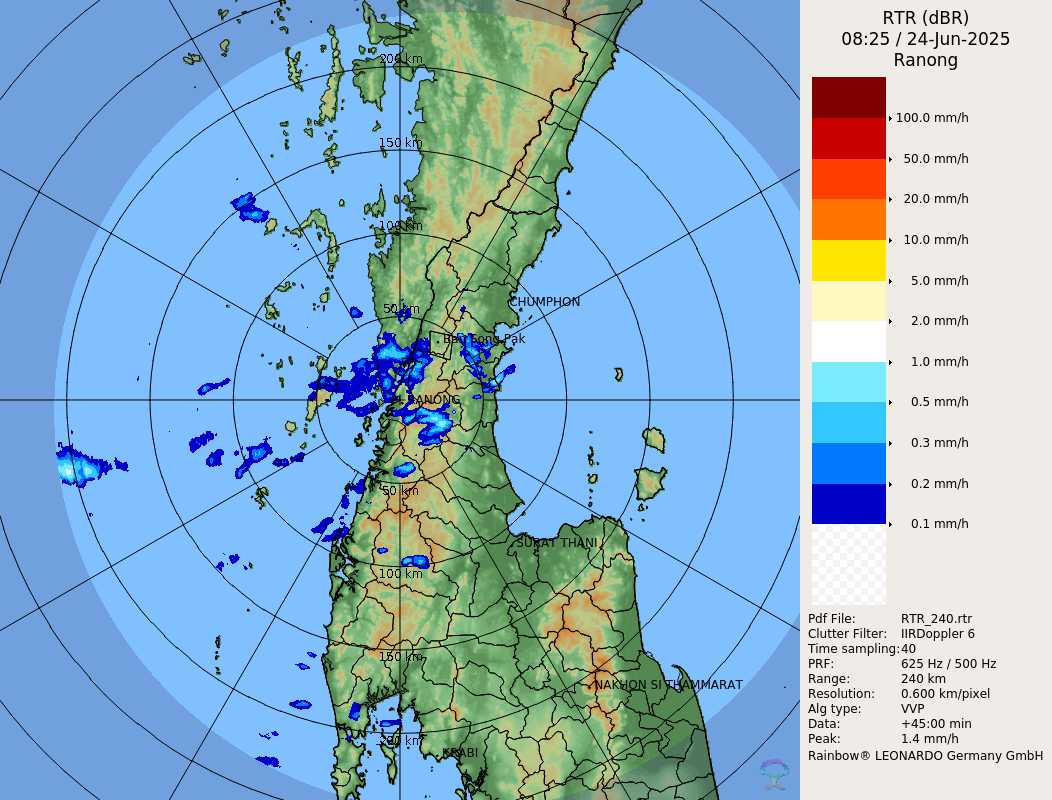 RTR (dBR)
08:25 / 24-Jun-2025
Ranong
200 km
150 km
100 km
50 km
CHUMPHON
Ban Song Pak
RANONG
50 km
SURAT THANI
100 km
150 km
NAKHON SI THAMMARAT
200 km
KRABI
100.0 mm/h
50.0 mm/h
20.0 mm/h
10.0 mm/h
5.0 mm/h
2.0 mm/h
1.0 mm/h
0.5 mm/h
0.3 mm/h
0.2 mm/h
0.1 mm/h
Pdf File: RTR_240.rtr
Clutter Filter: IIRDoppler 6
Time sampling:40
PRF: 625 Hz / 500 Hz
Range: 240 km
Resolution: 0.600 km/pixel
Alg type: VVP
Data: +45:00 min
Peak: 1.4 mm/h
Rainbow® LEONARDO Germany GmbH